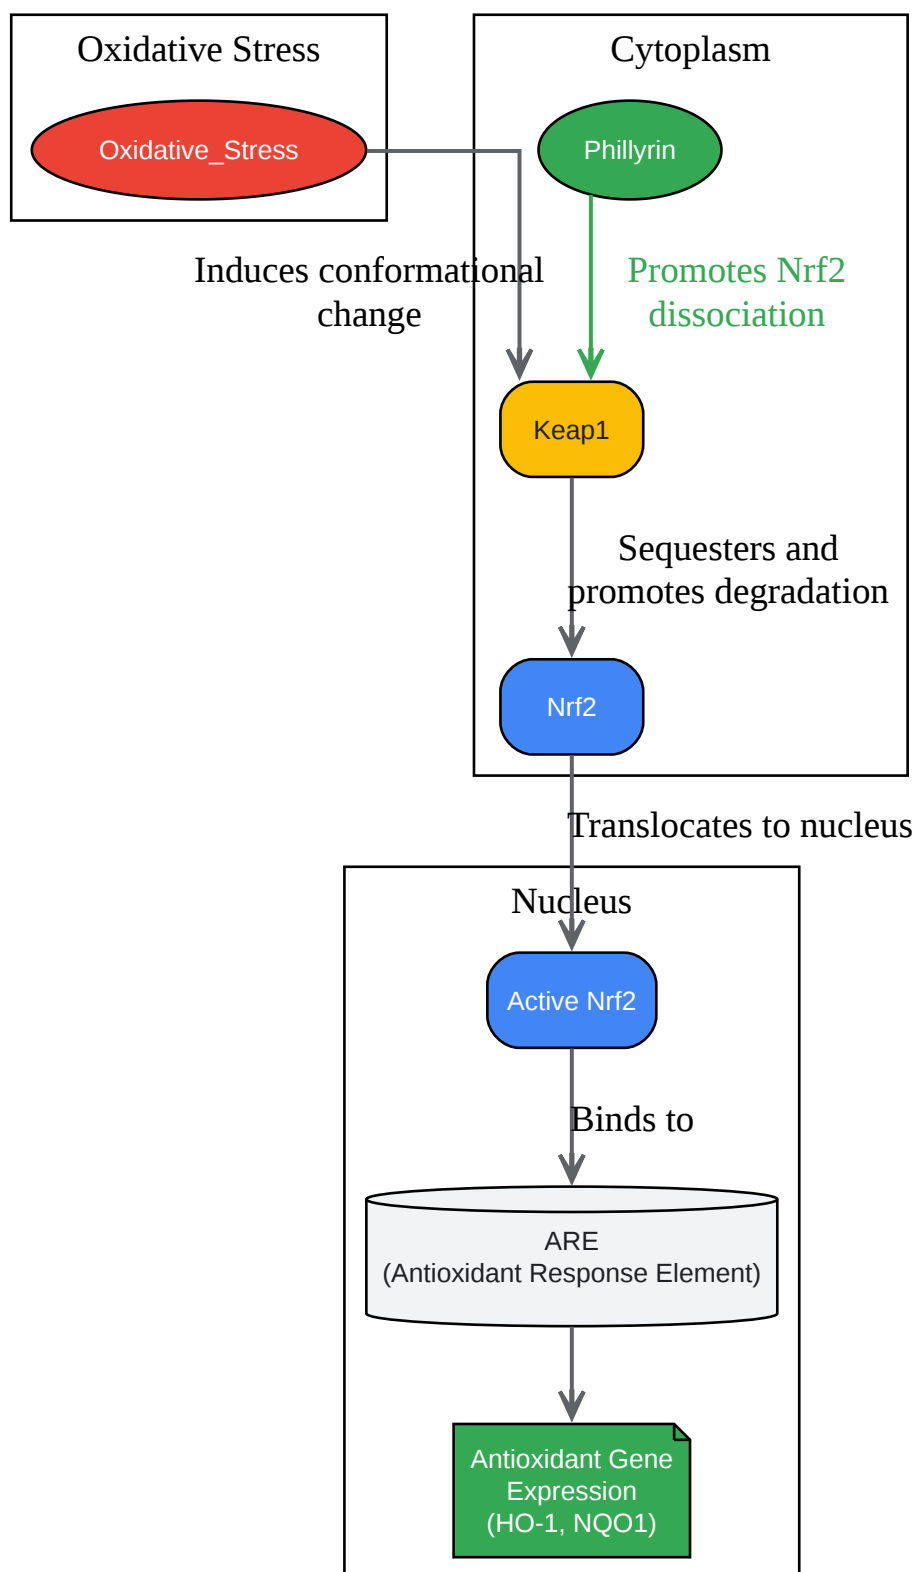 Oxidative Stress
Cytoplasm
Oxidative_Stress
Phillyrin
Induces conformational
change
Promotes Nrf2
dissociation
Keap1
Sequesters and
promotes degradation
Nrf2
Translocates to nucleus
Nucleus
Active Nrf2
Binds to
ARE
(Antioxidant Response Element)
Antioxidant Gene
Expression
(HO-1, NQO1)